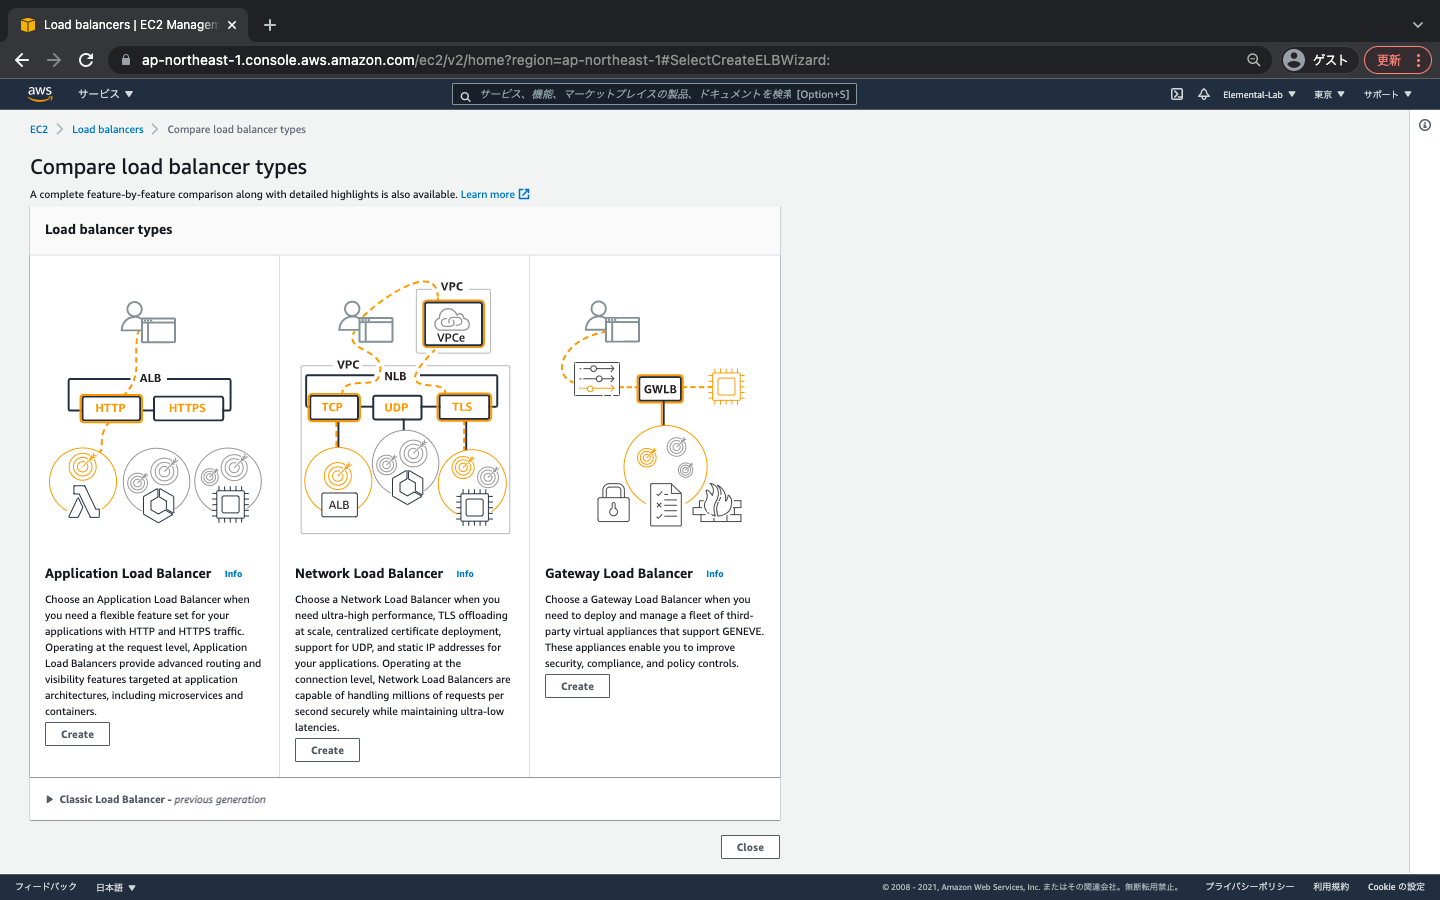 Load balancers | EC2 Managem
ap-northeast-1.console.aws.amazon.com/ec2/v2/home?region=ap-northeast-1#SelectCreateELBWizard:
ゲスト
更新
aws
サービス
サービス、機能、マーケットプレイスの製品、ドキュメントを検索 [Option+S]
Elemental-Lab
東京
サポート
EC2
Load balancers
Compare load balancer types
Compare load balancer types
A complete feature-by-feature comparison along with detailed highlights is also available. Learn more
Load balancer types
ALB
HTTP
HTTPS
VPC
VPCe
VPC
NLB
TCP
UDP
TLS
ALB
GWLB
Application Load Balancer Info
Choose an Application Load Balancer when
you need a flexible feature set for your
applications with HTTP and HTTPS traffic.
Operating at the request level, Application
Load Balancers provide advanced routing and
visibility features targeted at application
architectures, including microservices and
containers.
Create
Network Load Balancer Info
Choose a Network Load Balancer when you
need ultra-high performance, TLS offloading
at scale, centralized certificate deployment,
support for UDP, and static IP addresses for
your applications. Operating at the
connection level, Network Load Balancers are
capable of handling millions of requests per
second securely while maintaining ultra-low
latencies.
Create
Gateway Load Balancer Info
Choose a Gateway Load Balancer when you
need to deploy and manage a fleet of third-
party virtual appliances that support GENEVE.
These appliances enable you to improve
security, compliance, and policy controls.
Create
Classic Load Balancer - previous generation
Close
フィードバック
日本語
© 2008 - 2021, Amazon Web Services, Inc. またはその関連会社。無断転用禁止。
プライバシーポリシー
利用規約
Cookie の設定